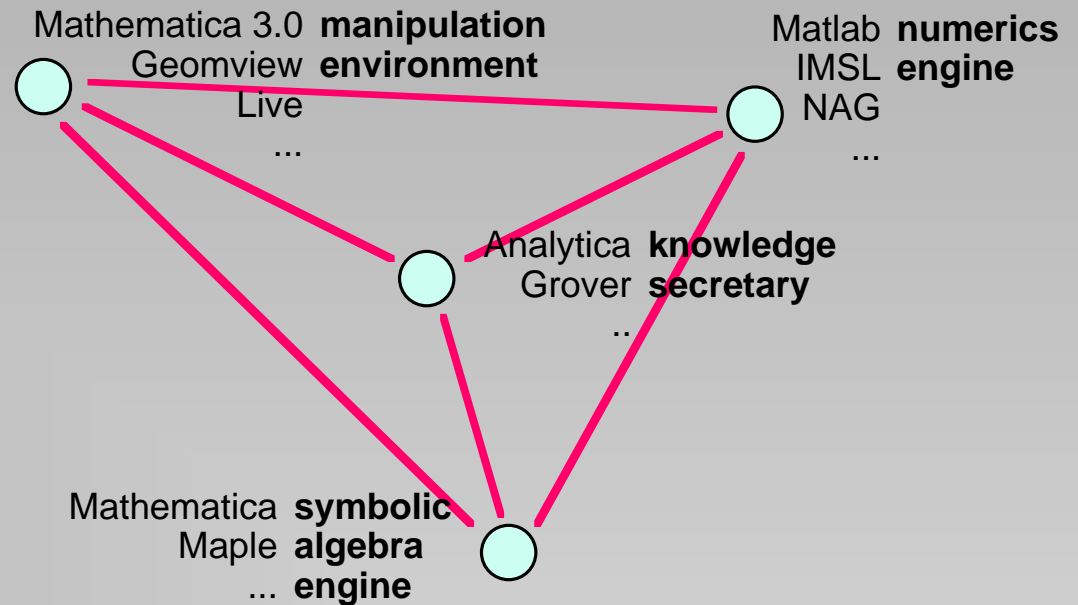 Mathematica 3.0 manipulation
Geomview environment
Live
...
Matlab numerics
IMSL engine
NAG
...
Analytica knowledge
Grover secretary
..
Mathematica symbolic
Maple algebra
... engine